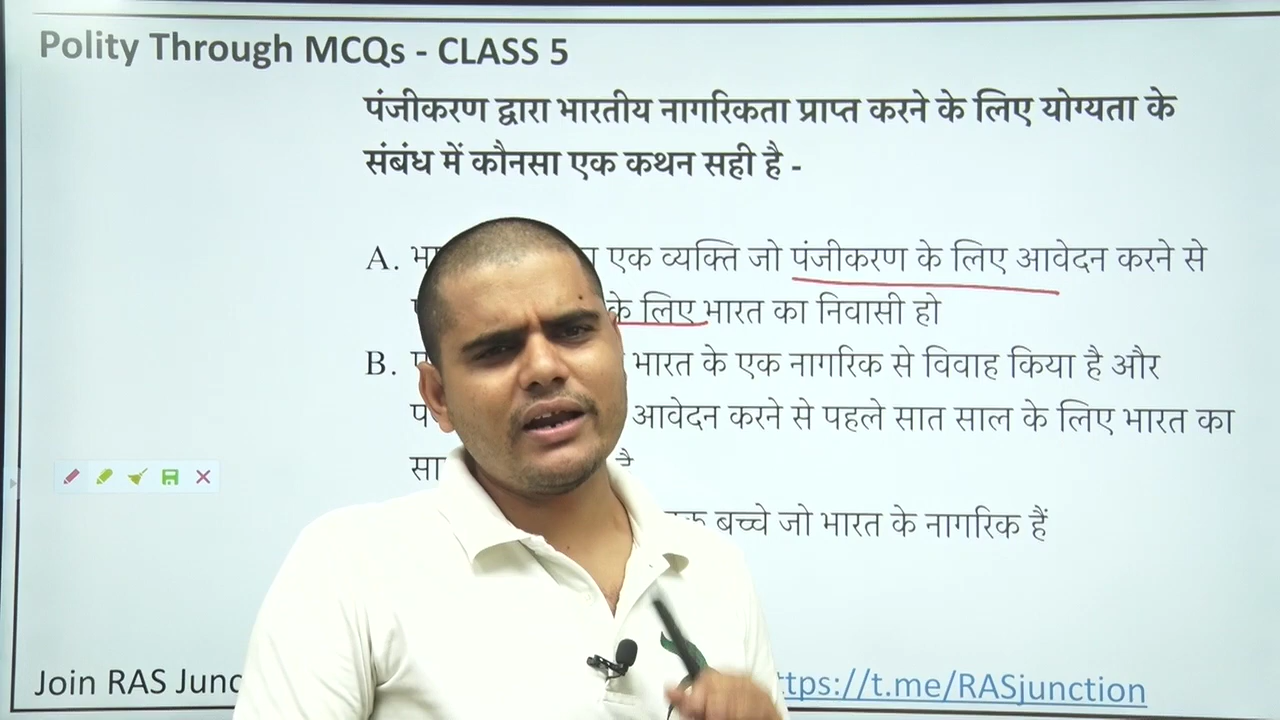 Polity Through MCQs - CLASS 5
पंजीकरण द्वारा भारतीय नागरिकता प्राप्त करने के लिए योग्यता के
संबंध में कौनसा एक कथन सही है -
A. एक व्यक्ति जो पंजीकरण के लिए आवेदन करने से
के लिए भारत का निवासी हो
B. भारत के एक नागरिक से विवाह किया है और
आवेदन करने से पहले सात साल के लिए भारत का
है
बच्चे जो भारत के नागरिक हैं
Join RAS Junc
ttps://t.me/RASjunction